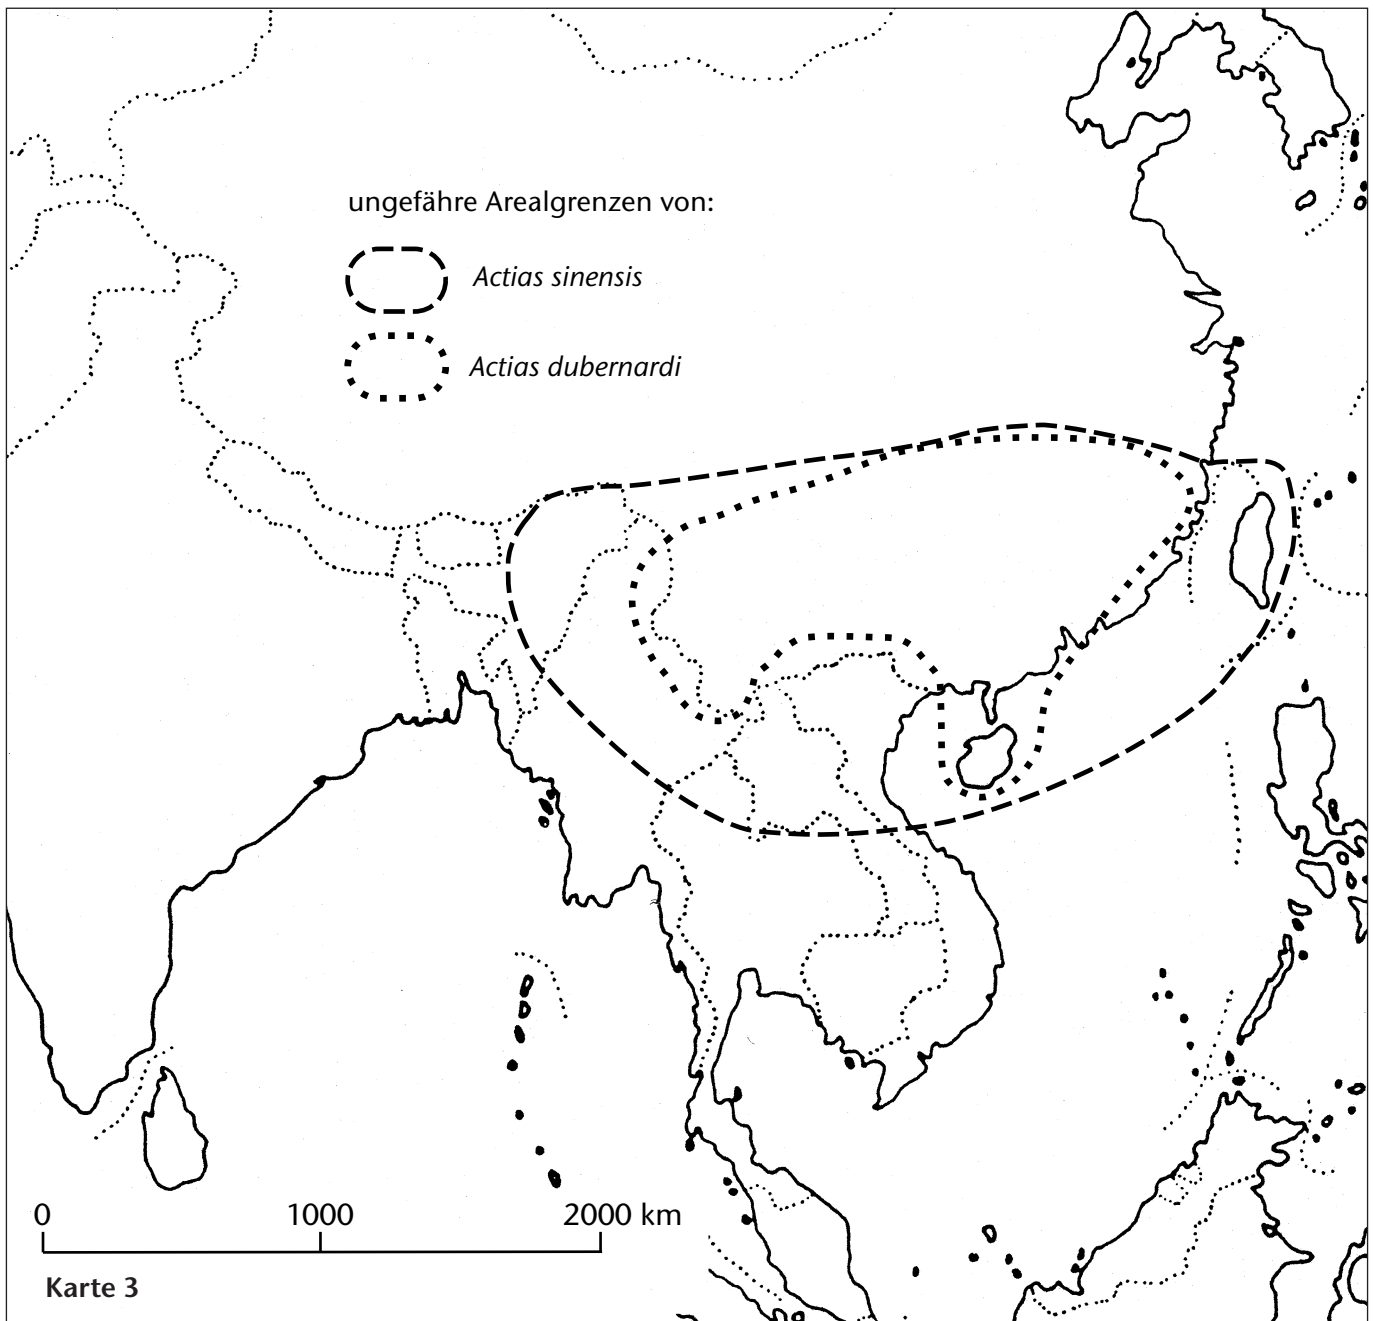 ungefähre Arealgrenzen von:
Actias sinensis
Actias dubernardi
0 1000 2000 km
Karte 3